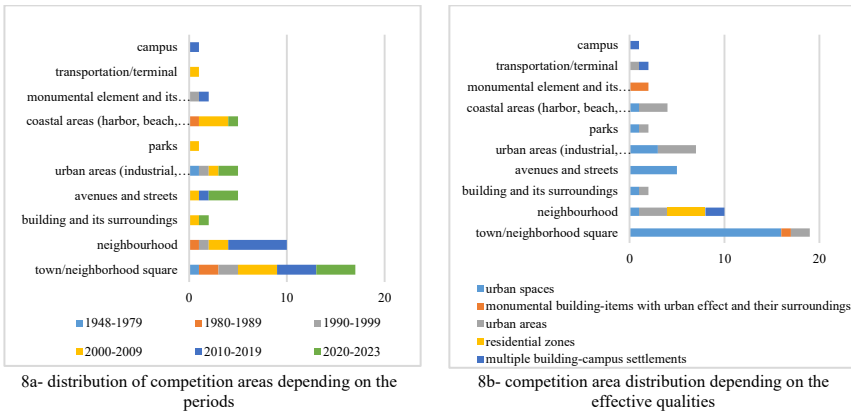 campus
transportation/terminal
monumental element and its…
coastal areas (harbor, beach,…
parks
urban areas (industrial,…
avenues and streets
building and its surroundings
neighbourhood
town/neighborhood square
0 10 20
1948-1979 1980-1989 1990-1999
2000-2009 2010-2019 2020-2023
8a- distribution of competition areas depending on the
periods
campus
transportation/terminal
monumental element and its…
coastal areas (harbor, beach,…
parks
urban areas (industrial,…
avenues and streets
building and its surroundings
neighbourhood
town/neighborhood square
0 10 20
urban spaces
monumental building-items with urban effect and their surroundings
urban areas
residential zones
multiple building-campus settlements
8b- competition area distribution depending on the
effective qualities